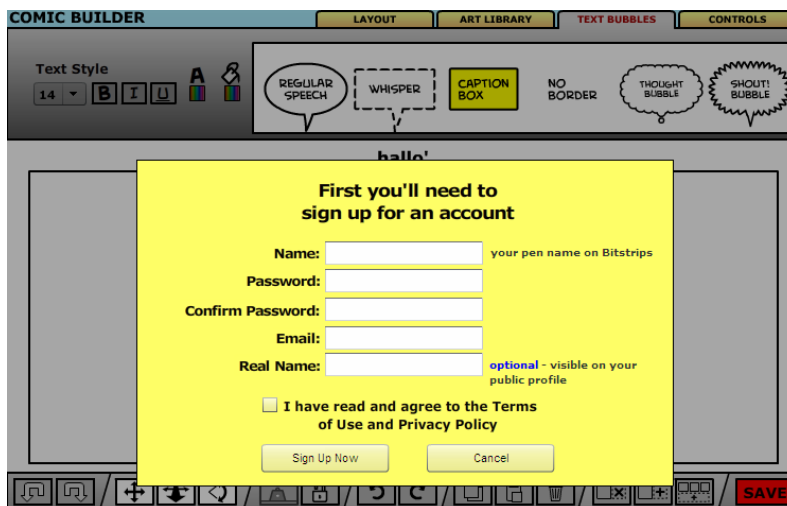 COMIC BUILDER
LAYOUT
ART LIBRARY
TEXT BUBBLES
CONTROLS
Text Style
14
B
I
U
A
REGULAR
SPEECH
WHISPER
CAPTION
BOX
NO
BORDER
THOUGHT
BUBBLE
SHOUT!
BUBBLE
hallo'
First you'll need to
sign up for an account
Name:
your pen name on Bitstrips
Password:
Confirm Password:
Email:
Real Name:
optional - visible on your
public profile
I have read and agree to the Terms
of Use and Privacy Policy
Sign Up Now
Cancel
SAVE